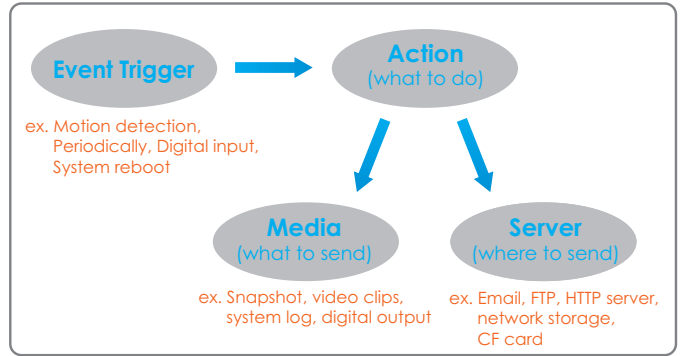 Event Trigger
Action
(what to do)
ex. Motion detection,
Periodically, Digital input,
System reboot
Media
(what to send)
Server
(where to send)
ex. Snapshot, video clips,
system log, digital output
ex. Email, FTP, HTTP server,
network storage,
CF card